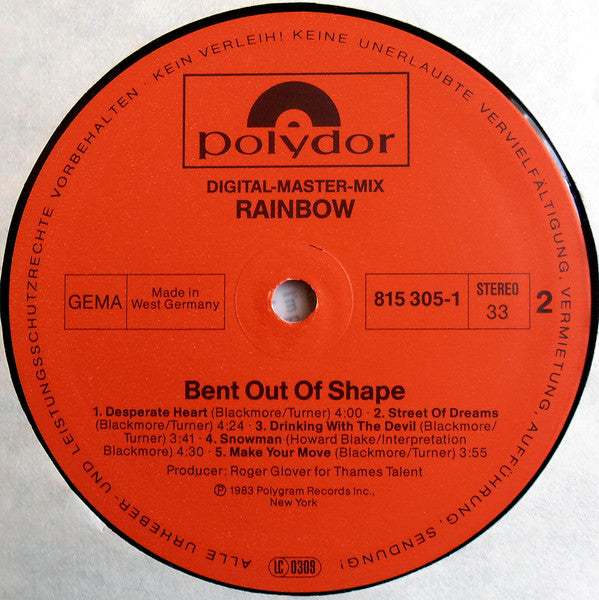 ALLE URHEBER- UND LEISTUNGSSCHUTZRECHTE VORBEHALTEN · KEIN VERLEIH! KEINE UNERLAUBTE VERVIELFÄLTIGUNG, VERMIETUNG, AUFFÜHRUNG, SENDUNG!
polydor
DIGITAL-MASTER-MIX
RAINBOW
GEMA
Made in
West Germany
815 305-1
STEREO
33
2
Bent Out Of Shape
1. Desperate Heart (Blackmore/Turner) 4:00 · 2. Street Of Dreams
(Blackmore/Turner) 4:24 · 3. Drinking With The Devil (Blackmore/
Turner) 3:41 · 4. Snowman (Howard Blake/Interpretation
Blackmore) 4:30 · 5. Make Your Move (Blackmore/Turner) 3:55
Producer: Roger Glover for Thames Talent
℗ 1983 Polygram Records Inc.,
New York
LC 0309